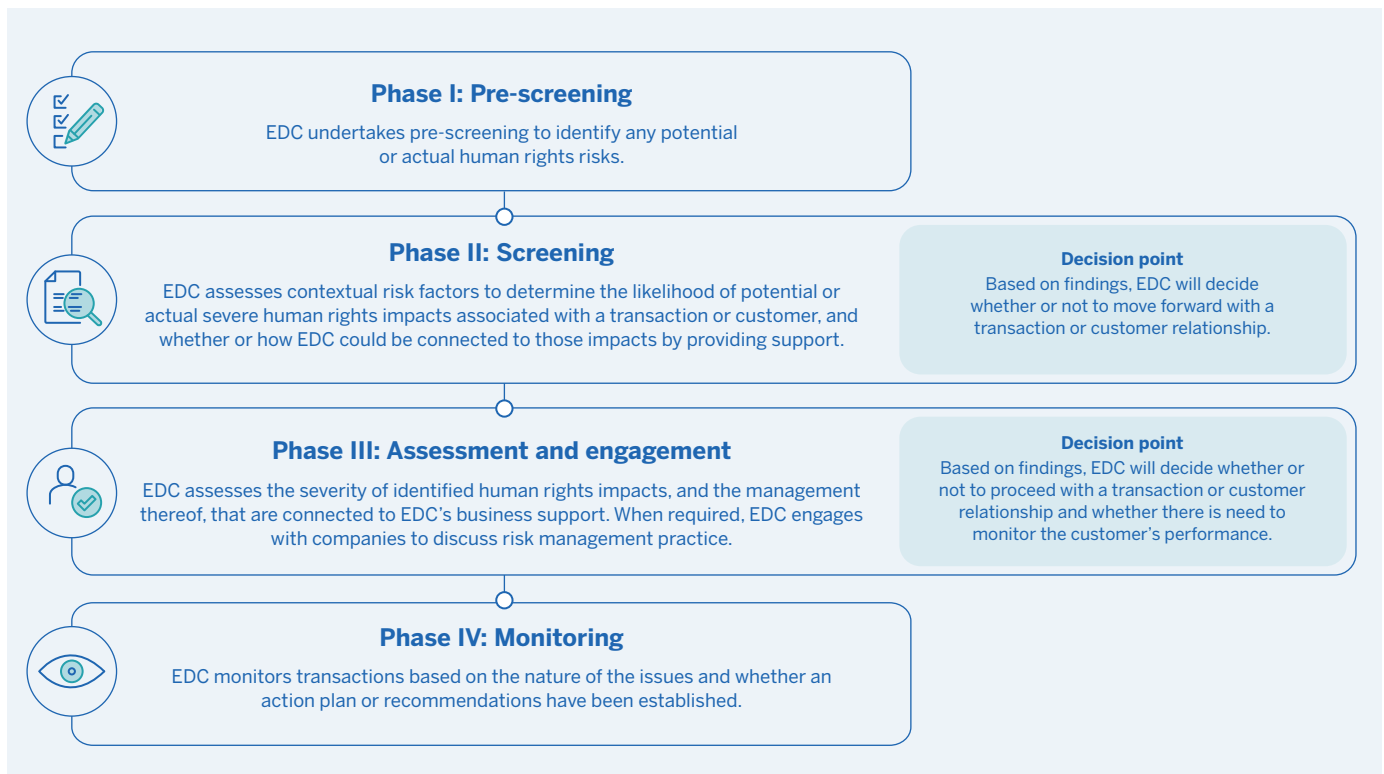 Phase I: Pre-screening
EDC undertakes pre-screening to identify any potential
or actual human rights risks.
Phase II: Screening
EDC assesses contextual risk factors to determine the likelihood of potential or
actual severe human rights impacts associated with a transaction or customer, and
whether or how EDC could be connected to those impacts by providing support.
Decision point
Based on findings, EDC will decide
whether or not to move forward with a
transaction or customer relationship.
Phase III: Assessment and engagement
EDC assesses the severity of identified human rights impacts, and the management
thereof, that are connected to EDC’s business support. When required, EDC engages
with companies to discuss risk management practice.
Decision point
Based on findings, EDC will decide whether or
not to proceed with a transaction or customer
relationship and whether there is need to
monitor the customer’s performance.
Phase IV: Monitoring
EDC monitors transactions based on the nature of the issues and whether an
action plan or recommendations have been established.